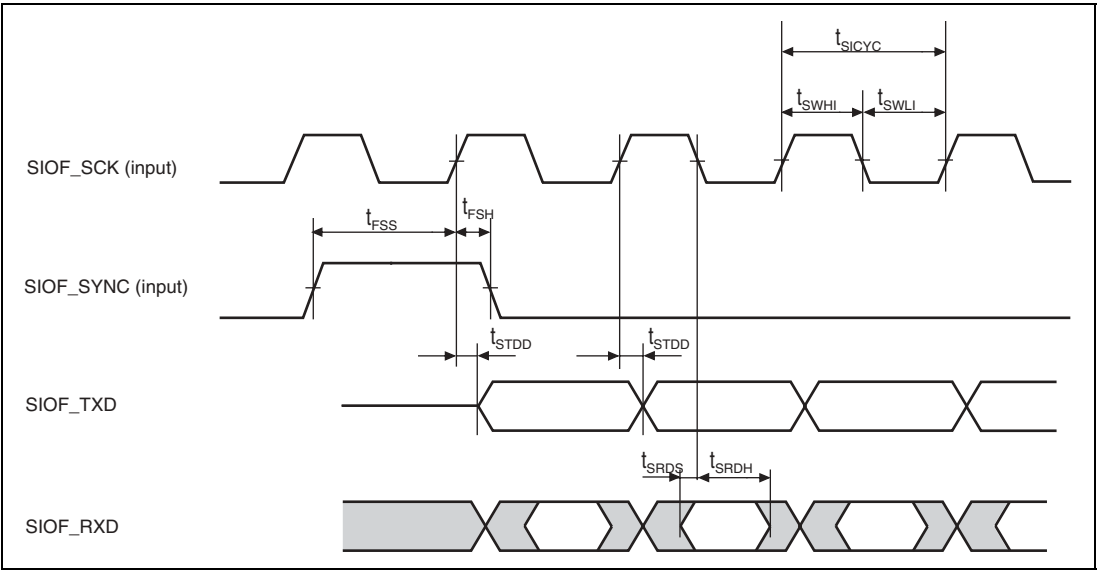 tSICYC
tSWHI tSWLI
SIOF_SCK (input)
tFSS tFSH
SIOF_SYNC (input)
tSTDD tSTDD
SIOF_TXD
tSRDS tSRDH
SIOF_RXD